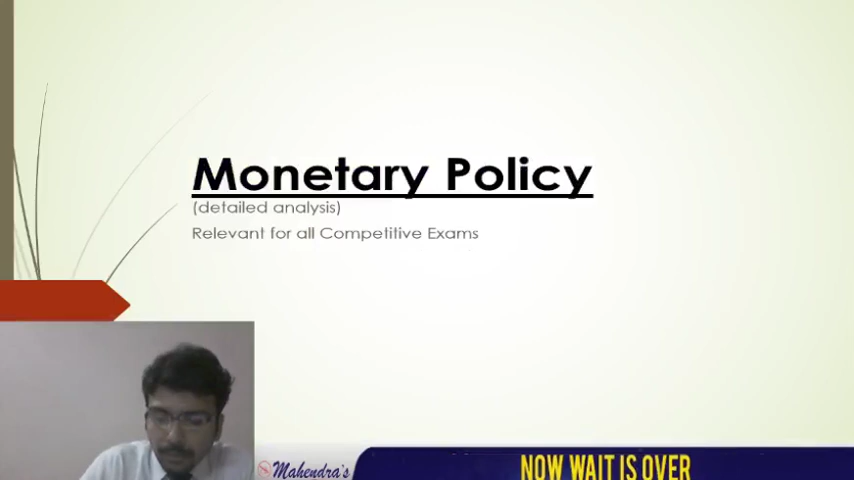 Monetary Policy
(detailed analysis)
Relevant for all Competitive Exams
Mahendra's
NOW WAIT IS OVER